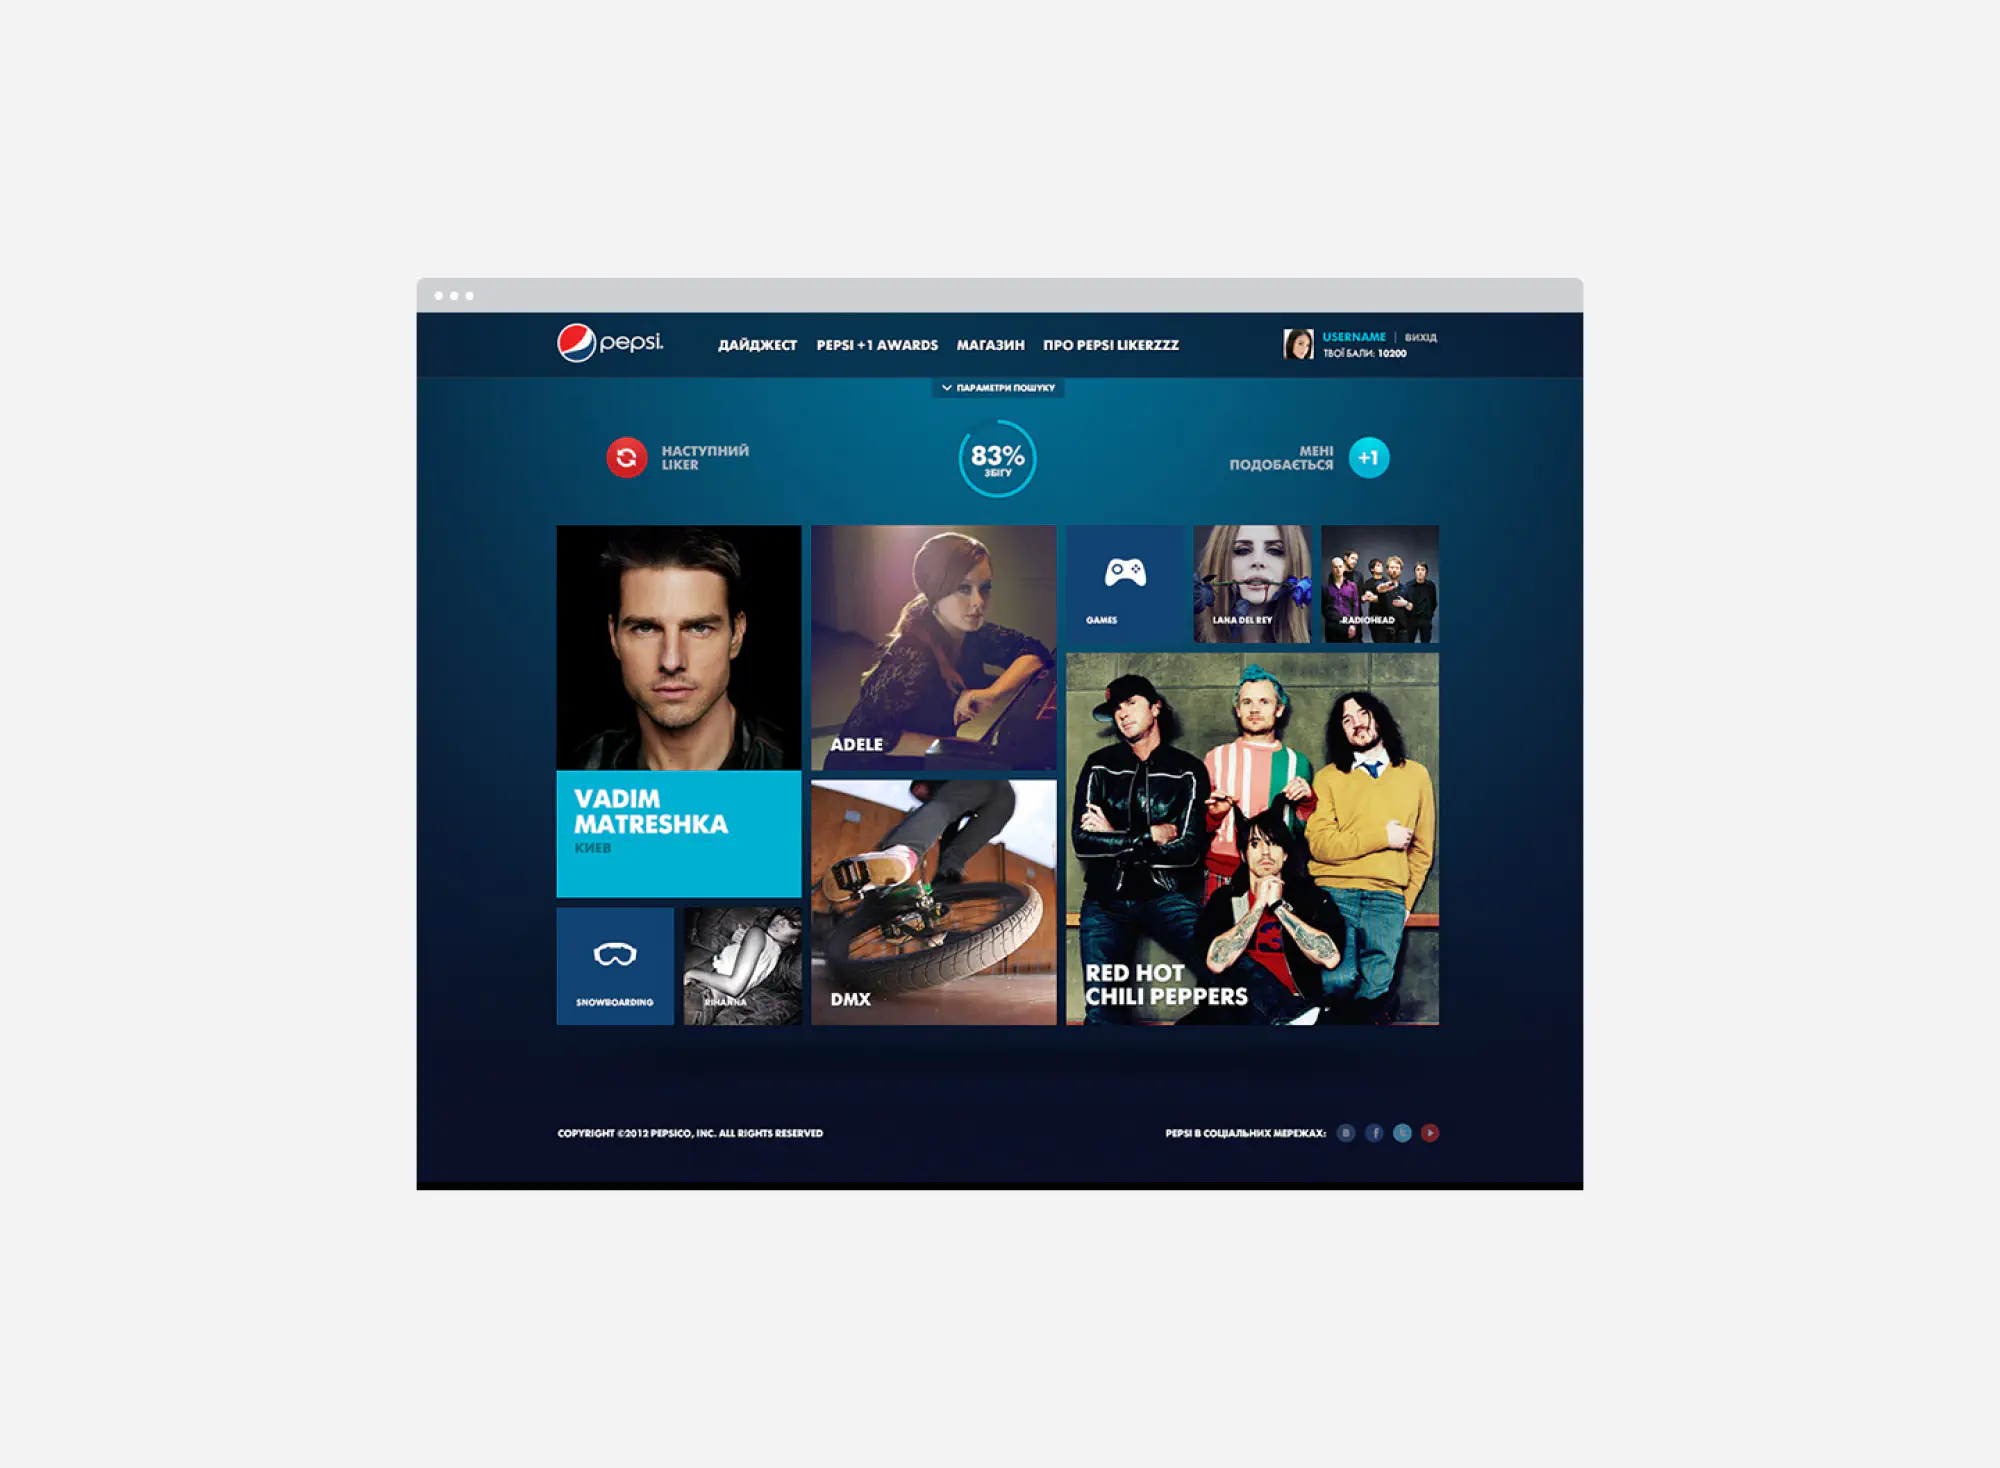 pepsi.
ДАЙДЖЕСТ
PEPSI +1 AWARDS
МАГАЗИН
ПРО PEPSI LIKERZZZ
USERNAME | ВИХІД
ТВОЇ БАЛИ: 10200
ПАРАМЕТРИ ПОШУКУ
НАСТУПНИЙ
LIKER
83%
ЗБІГУ
МЕНІ
ПОДОБАЄТЬСЯ
+1
VADIM
MATRESHKA
КИЕВ
ADELE
GAMES
LANA DEL REY
RADIOHEAD
SNOWBOARDING
RIHANNA
DMX
RED HOT
CHILI PEPPERS
COPYRIGHT ©2012 PEPSICO, INC. ALL RIGHTS RESERVED
PEPSI В СОЦІАЛЬНИХ МЕРЕЖАХ: